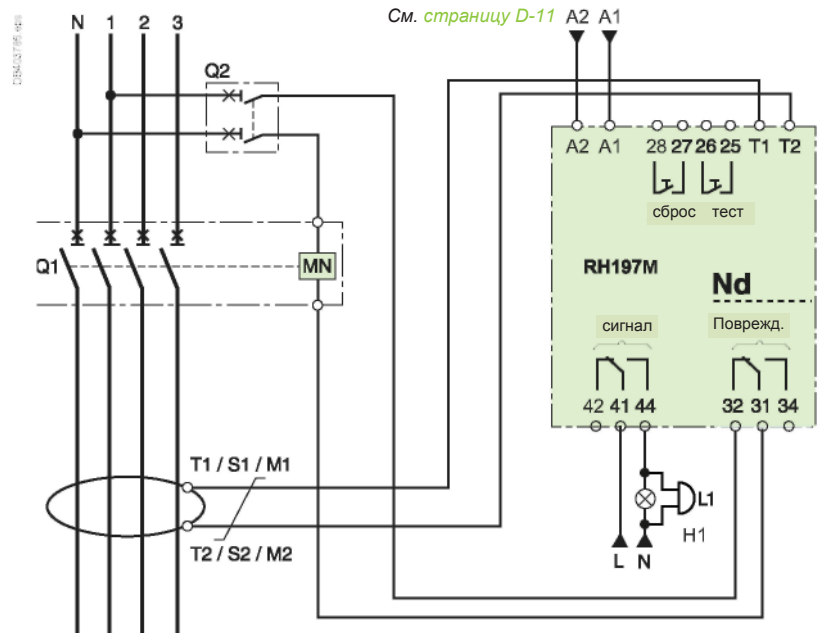 См. страницу D-11 A2 A1
N 1 2 3
Q2
A2 A1 28 27 26 25 T1 T2
сброс тест
Q1
MN
RH197M
Nd
сигнал Поврежд.
42 41 44 32 31 34
T1 / S1 / M1
L1
H1
T2 / S2 / M2
L N